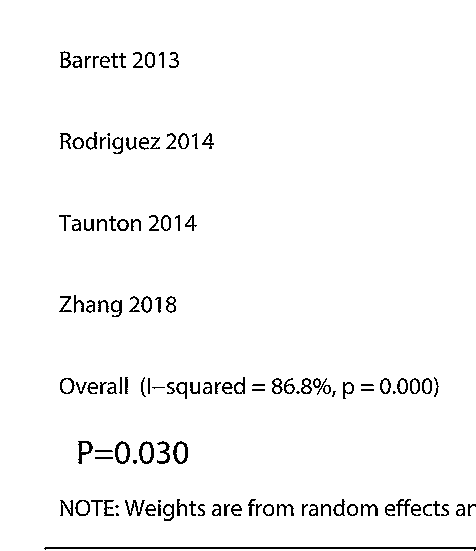 Barrett 2013
Rodriguez 2014
Taunton 2014
Zhang 2018
Overall (I−squared = 86.8%, p = 0.000)
P=0.030
NOTE: Weights are from random effects